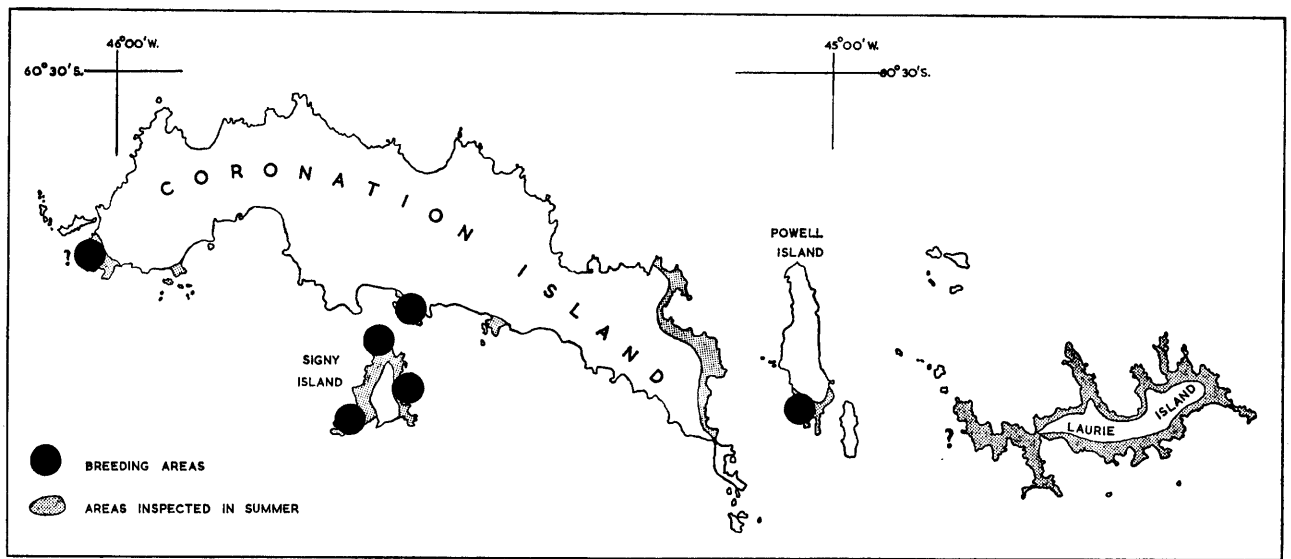 46°00'W.
45°00'W.
60°30'S.
60°30'S.
CORONATION ISLAND
POWELL
ISLAND
?
SIGNY
ISLAND
LAURIE ISLAND
?
BREEDING AREAS
AREAS INSPECTED IN SUMMER